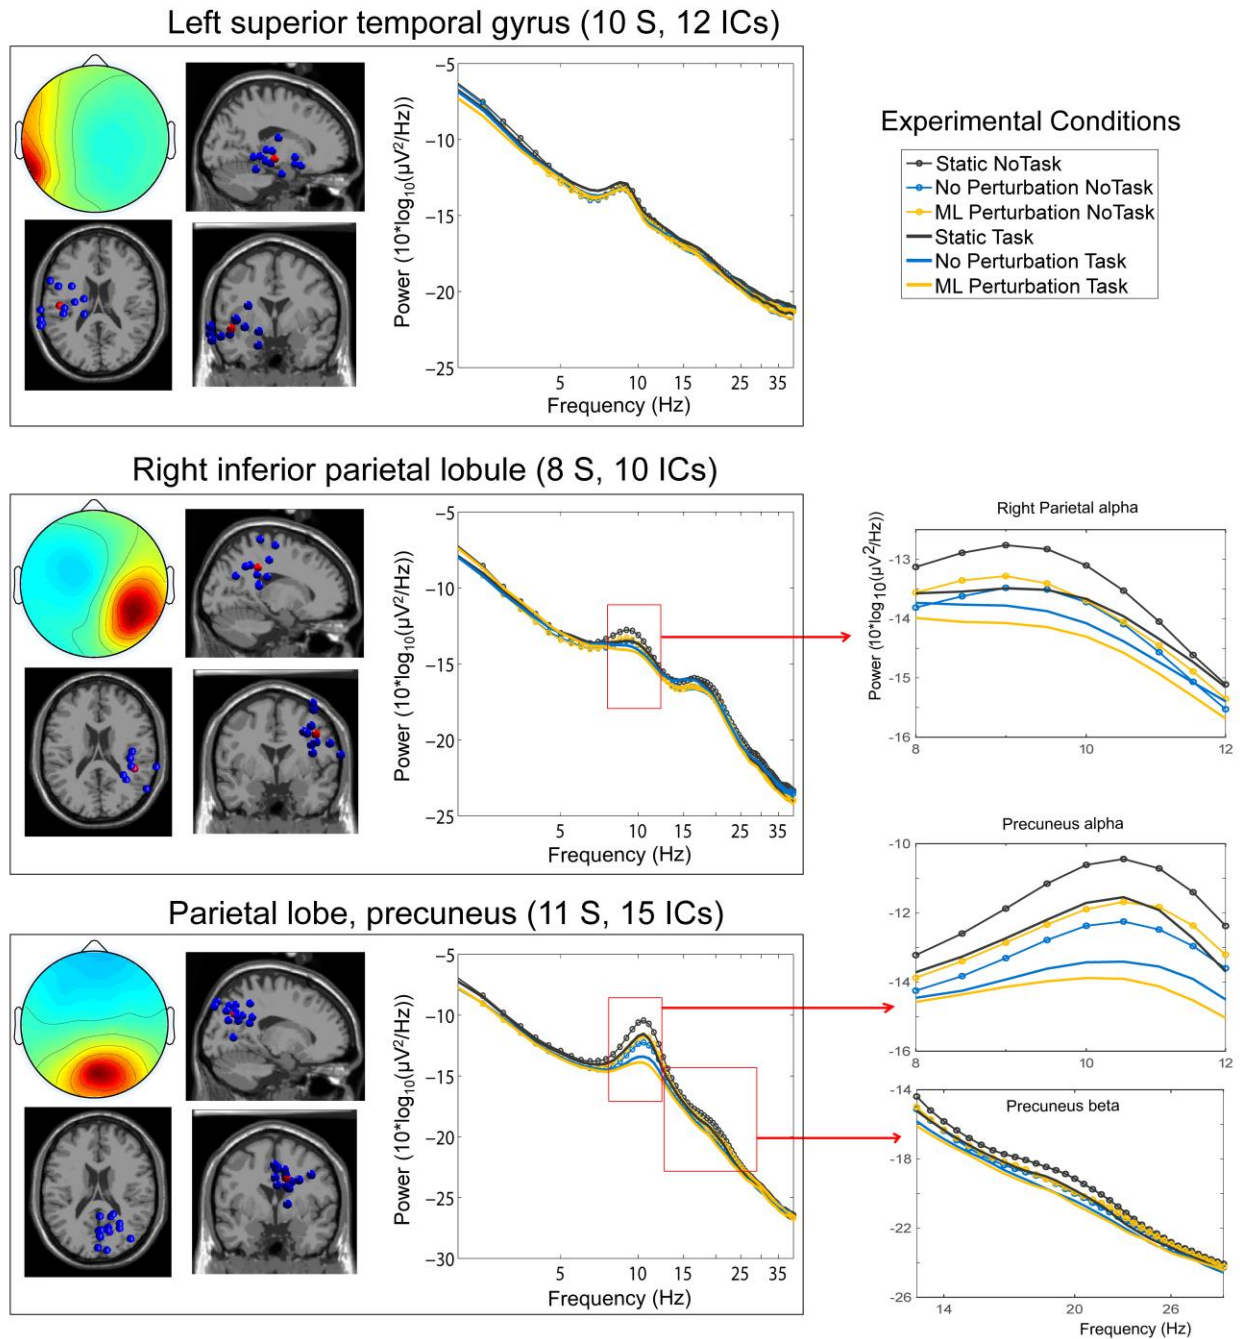 Left superior temporal gyrus (10 S, 12 ICs)
Power (10*log10(μV²/Hz))
−5
−10
−15
−20
−25
5 10 15 25 35
Frequency (Hz)
Experimental Conditions
Static NoTask
No Perturbation NoTask
ML Perturbation NoTask
Static Task
No Perturbation Task
ML Perturbation Task
Right inferior parietal lobule (8 S, 10 ICs)
Power (10*log10(μV²/Hz))
−5
−10
−15
−20
−25
5 10 15 25 35
Frequency (Hz)
Right Parietal alpha
Power (10*log10(μV²/Hz))
-13
-14
-15
-16
8 10 12
Parietal lobe, precuneus (11 S, 15 ICs)
Power (10*log10(μV²/Hz))
−5
−10
−15
−20
−25
−30
5 10 15 25 35
Frequency (Hz)
Precuneus alpha
-10
-12
-14
-16
8 10 12
Precuneus beta
-14
-18
-22
-26
14 20 26
Frequency (Hz)